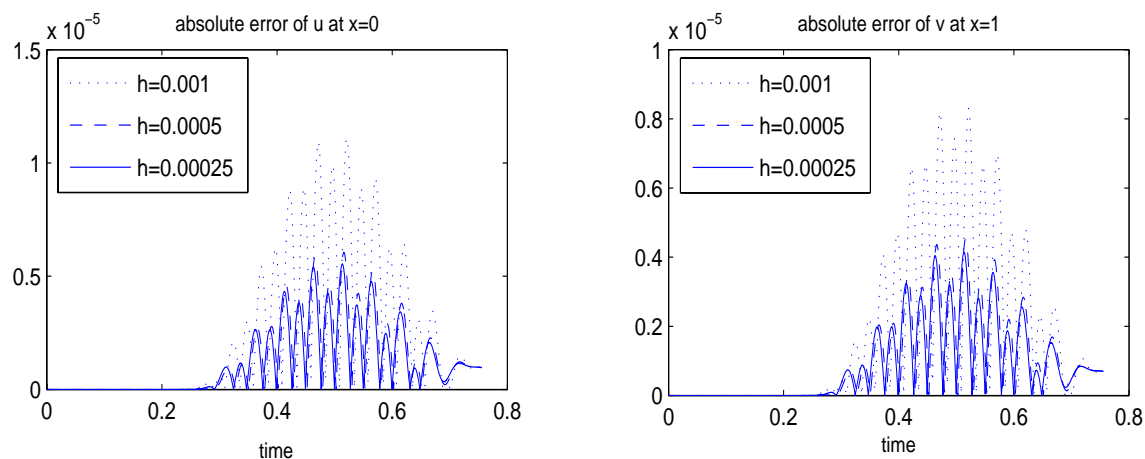 absolute error of u at x=0
x 10^-5
1.5
1
0.5
0
0
0.2
0.4
0.6
0.8
time
h=0.001
h=0.0005
h=0.00025
absolute error of v at x=1
x 10^-5
1
0.8
0.6
0.4
0.2
0
0
0.2
0.4
0.6
0.8
time
h=0.001
h=0.0005
h=0.00025